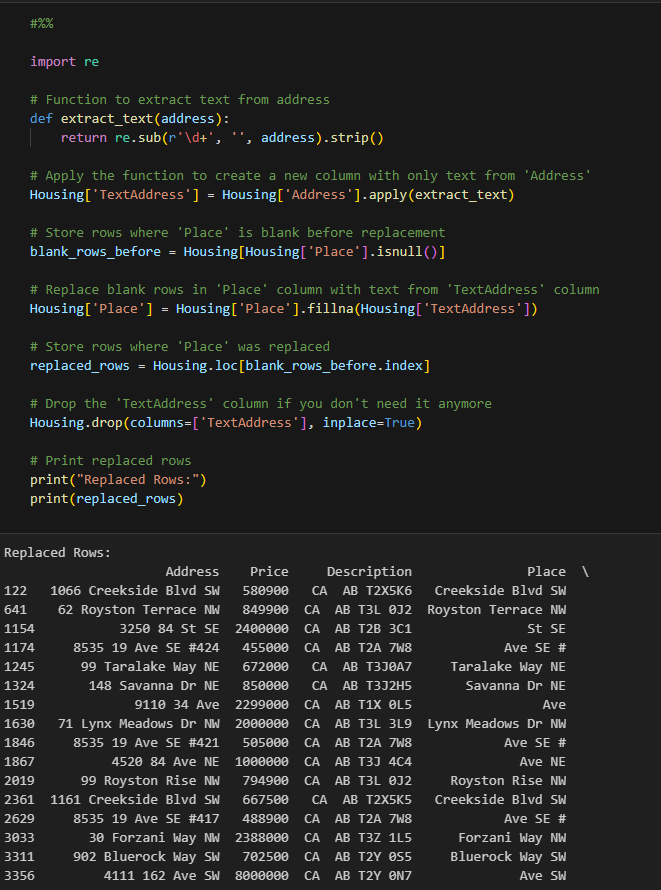 #%%
import re
# Function to extract text from address
def extract_text(address):
    return re.sub(r'\d+', '', address).strip()
# Apply the function to create a new column with only text from 'Address'
Housing['TextAddress'] = Housing['Address'].apply(extract_text)
# Store rows where 'Place' is blank before replacement
blank_rows_before = Housing[Housing['Place'].isnull()]
# Replace blank rows in 'Place' column with text from 'TextAddress' column
Housing['Place'] = Housing['Place'].fillna(Housing['TextAddress'])
# Store rows where 'Place' was replaced
replaced_rows = Housing.loc[blank_rows_before.index]
# Drop the 'TextAddress' column if you don't need it anymore
Housing.drop(columns=['TextAddress'], inplace=True)
# Print replaced rows
print("Replaced Rows:")
print(replaced_rows)
Replaced Rows:
                     Address    Price     Description                Place  \
122   1066 Creekside Blvd SW   580900   CA  AB T2X5K6    Creekside Blvd SW
641    62 Royston Terrace NW   849900  CA  AB T3L 0J2   Royston Terrace NW
1154           3250 84 St SE  2400000  CA  AB T2B 3C1                St SE
1174     8535 19 Ave SE #424   455000  CA  AB T2A 7W8             Ave SE #
1245      99 Taralake Way NE   672000   CA  AB T3J0A7      Taralake Way NE
1324       148 Savanna Dr NE   850000   CA  AB T3J2H5        Savanna Dr NE
1519             9110 34 Ave  2299000  CA  AB T1X 0L5                  Ave
1630   71 Lynx Meadows Dr NW  2000000  CA  AB T3L 3L9   Lynx Meadows Dr NW
1846     8535 19 Ave SE #421   505000  CA  AB T2A 7W8             Ave SE #
1867          4520 84 Ave NE  1000000  CA  AB T3J 4C4               Ave NE
2019      99 Royston Rise NW   794900  CA  AB T3L 0J2      Royston Rise NW
2361  1161 Creekside Blvd SW   667500   CA  AB T2X5K5    Creekside Blvd SW
2629     8535 19 Ave SE #417   488900  CA  AB T2A 7W8             Ave SE #
3033       30 Forzani Way NW  2388000  CA  AB T3Z 1L5       Forzani Way NW
3311     902 Bluerock Way SW   702500  CA  AB T2Y 0S5      Bluerock Way SW
3356         4111 162 Ave SW  8000000  CA  AB T2Y 0N7               Ave SW